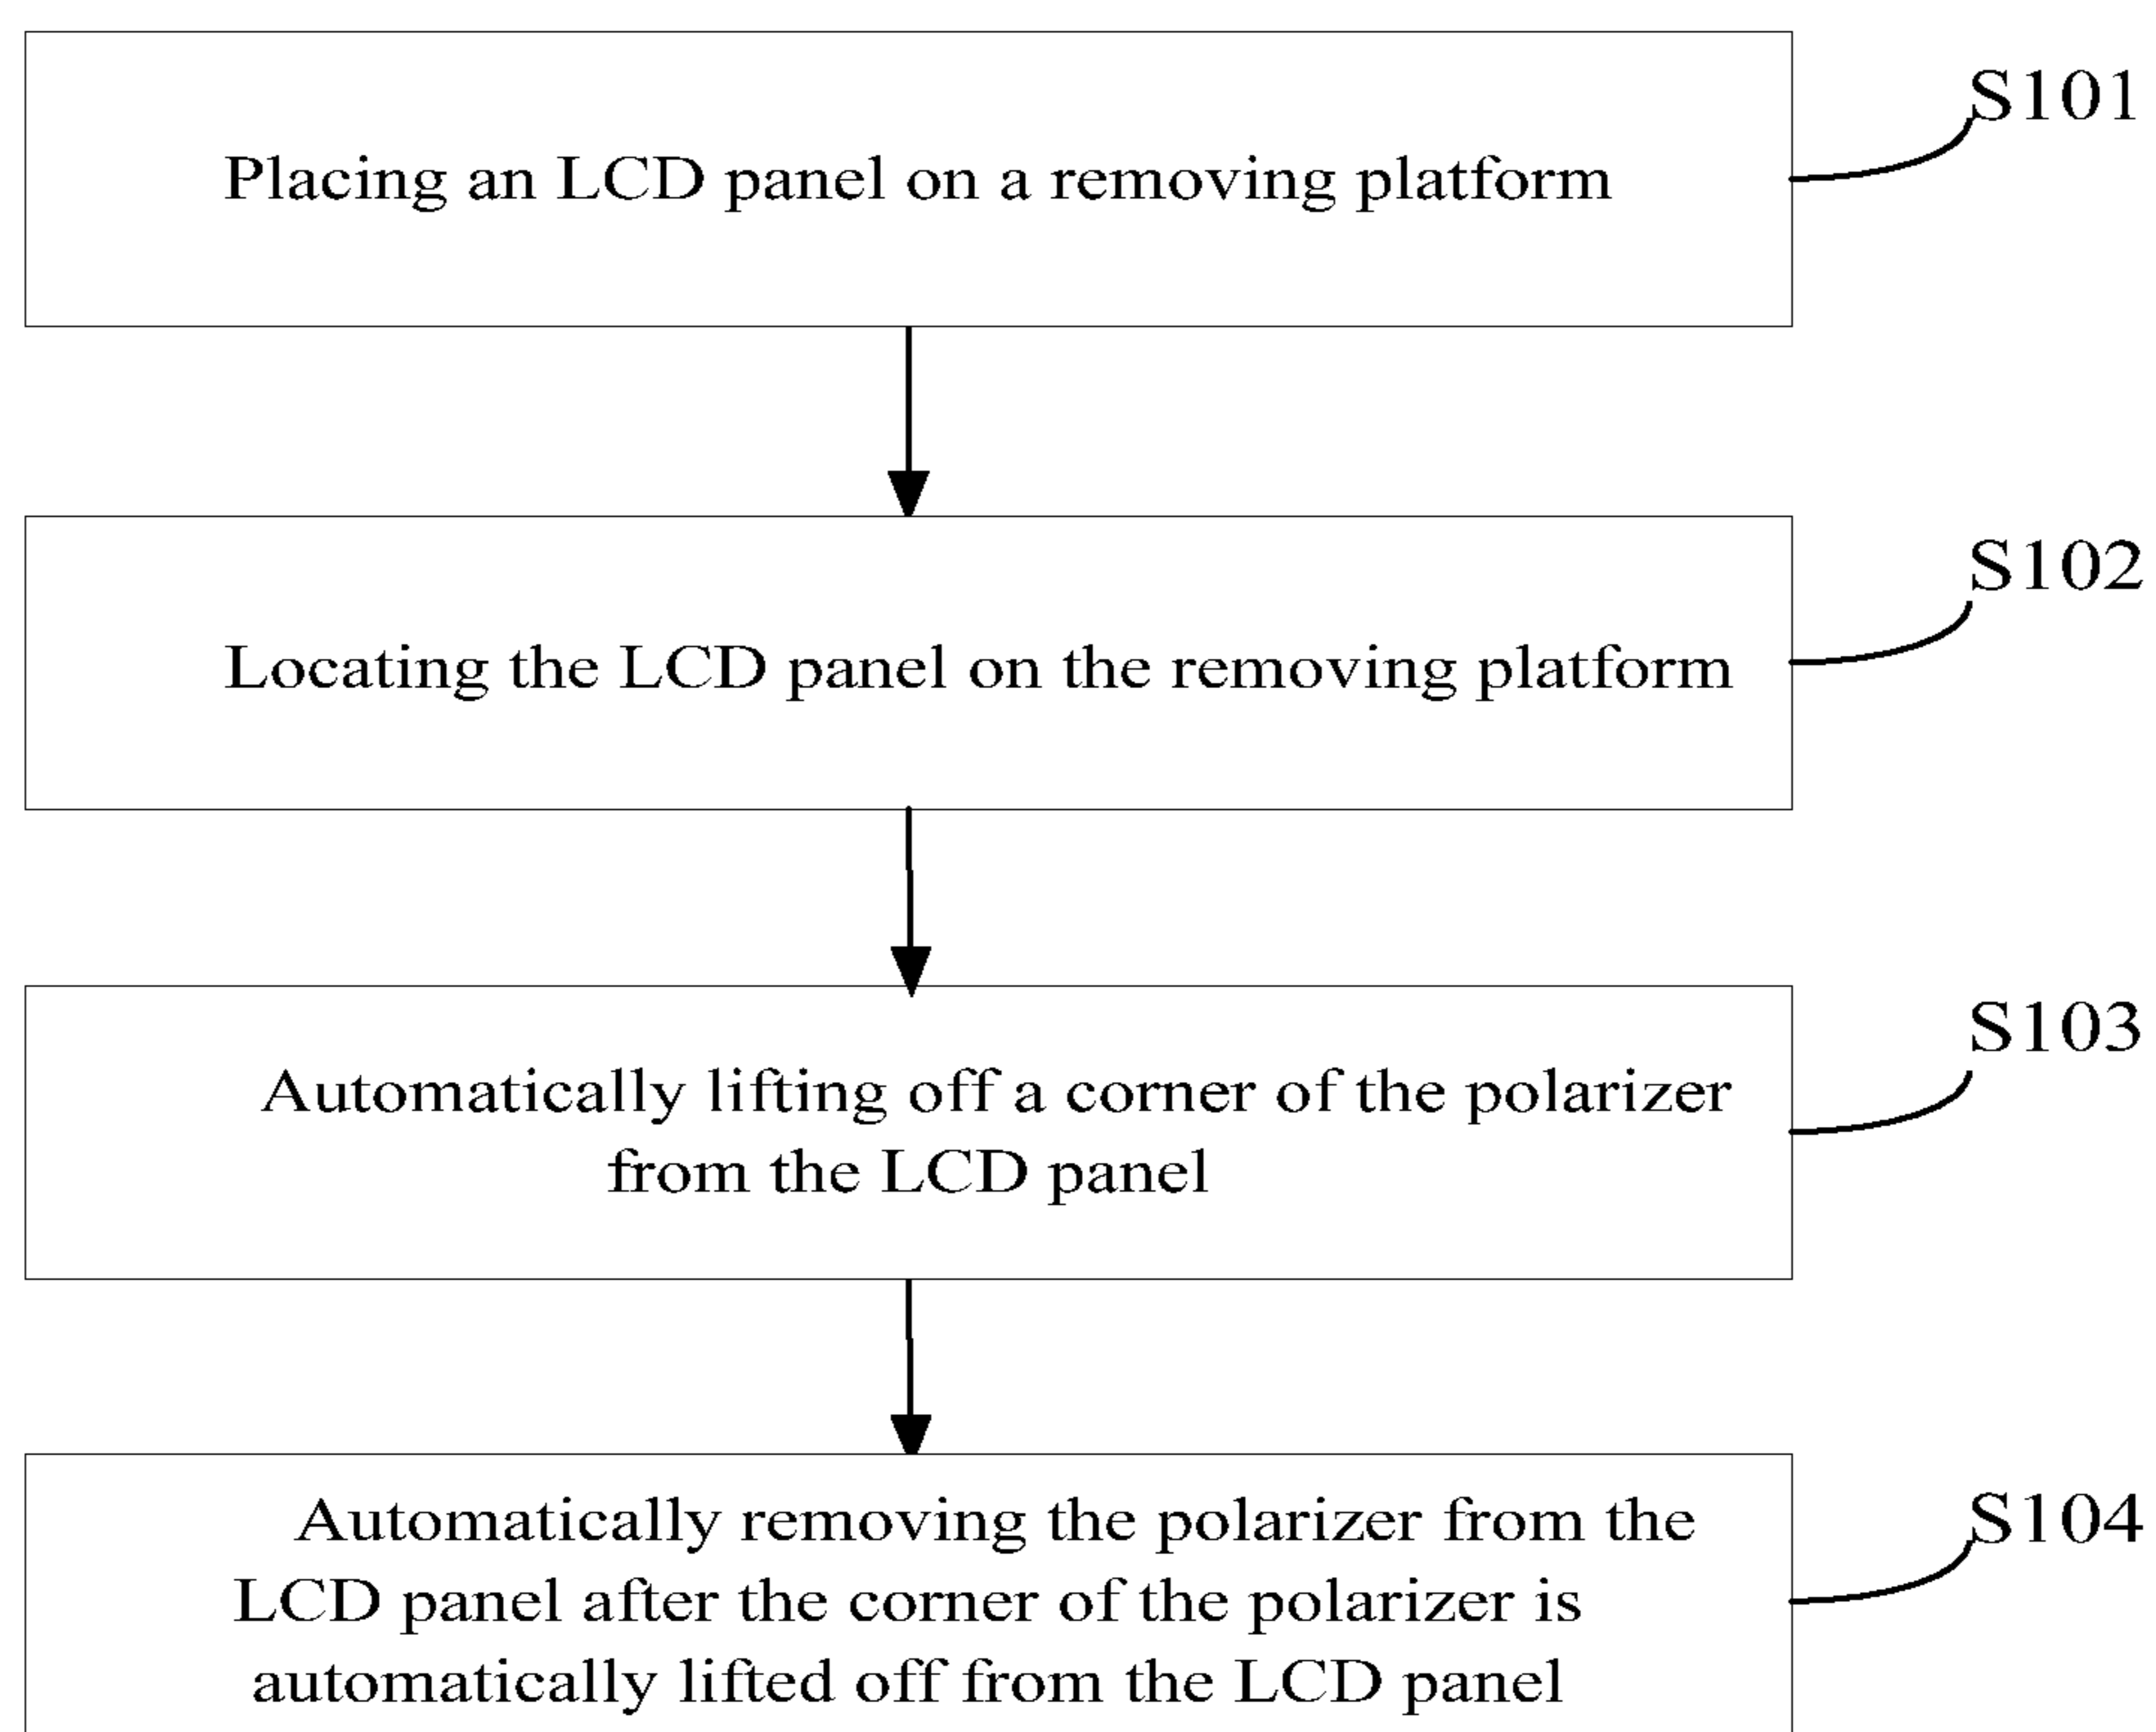 S101
Placing an LCD panel on a removing platform
S102
Locating the LCD panel on the removing platform
S103
Automatically lifting off a corner of the polarizer
from the LCD panel
S104
Automatically removing the polarizer from the
LCD panel after the corner of the polarizer is
automatically lifted off from the LCD panel